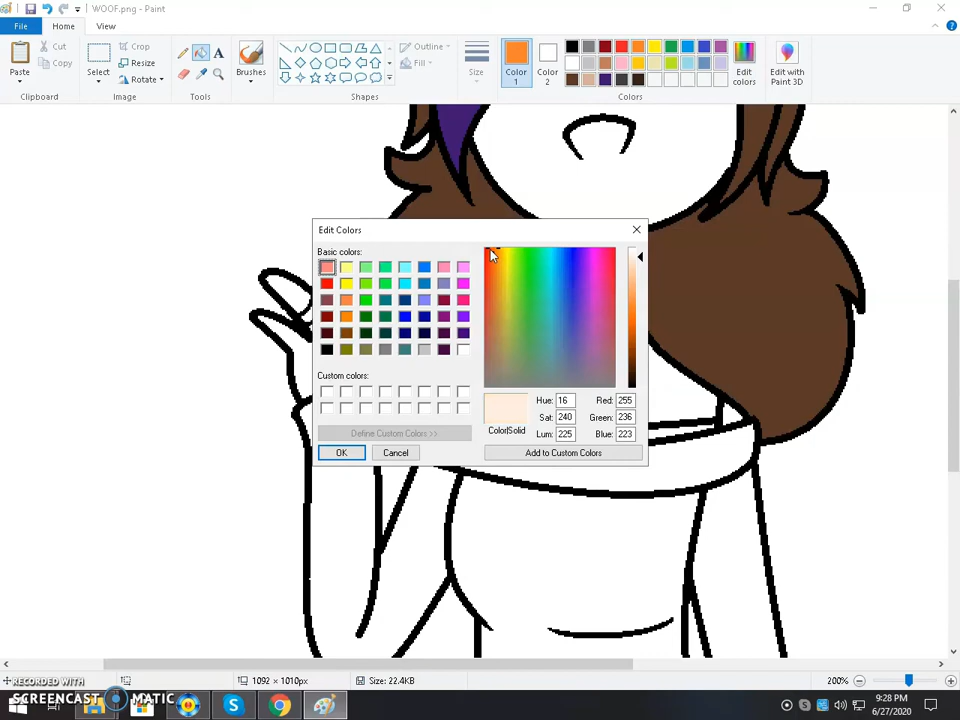 WOOF.png - Paint
File
Home
View
Paste
Cut
Copy
Clipboard
Select
Crop
Resize
Rotate
Image
A
Tools
Brushes
Outline
Fill
Shapes
Size
Color 1
Color 2
Edit colors
Colors
Edit with Paint 3D
Edit Colors
Basic colors:
Custom colors:
Define Custom Colors >>
OK
Cancel
Color|Solid
Hue: 16
Sat: 240
Lum: 225
Red: 255
Green: 236
Blue: 223
Add to Custom Colors
1092 × 1010px
Size: 22.4KB
200%
RECORDED WITH
SCREENCAST MATIC
9:28 PM
6/27/2020